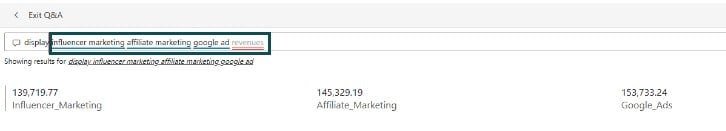 Exit Q&A
display influencer marketing affiliate marketing google ad revenues
Showing results for display influencer marketing affiliate marketing google ad
139,719.77 145,329.19 153,733.24
Influencer_Marketing Affiliate_Marketing Google_Ads